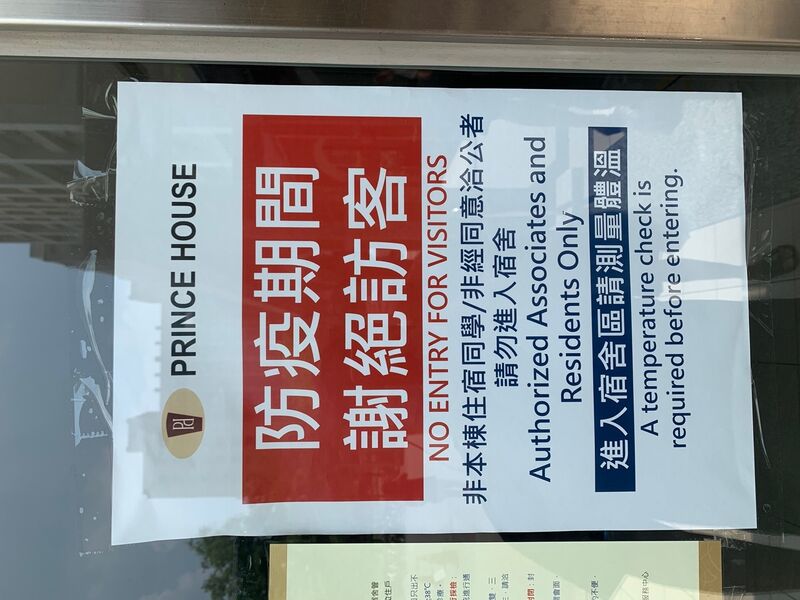 PRINCE HOUSE
防疫期間
謝絕訪客
NO ENTRY FOR VISITORS
非本棟住宿同學/非經同意洽公者
請勿進入宿舍
Authorized Associates and
Residents Only
進入宿舍區請測量體溫
A temperature check is
required before entering.